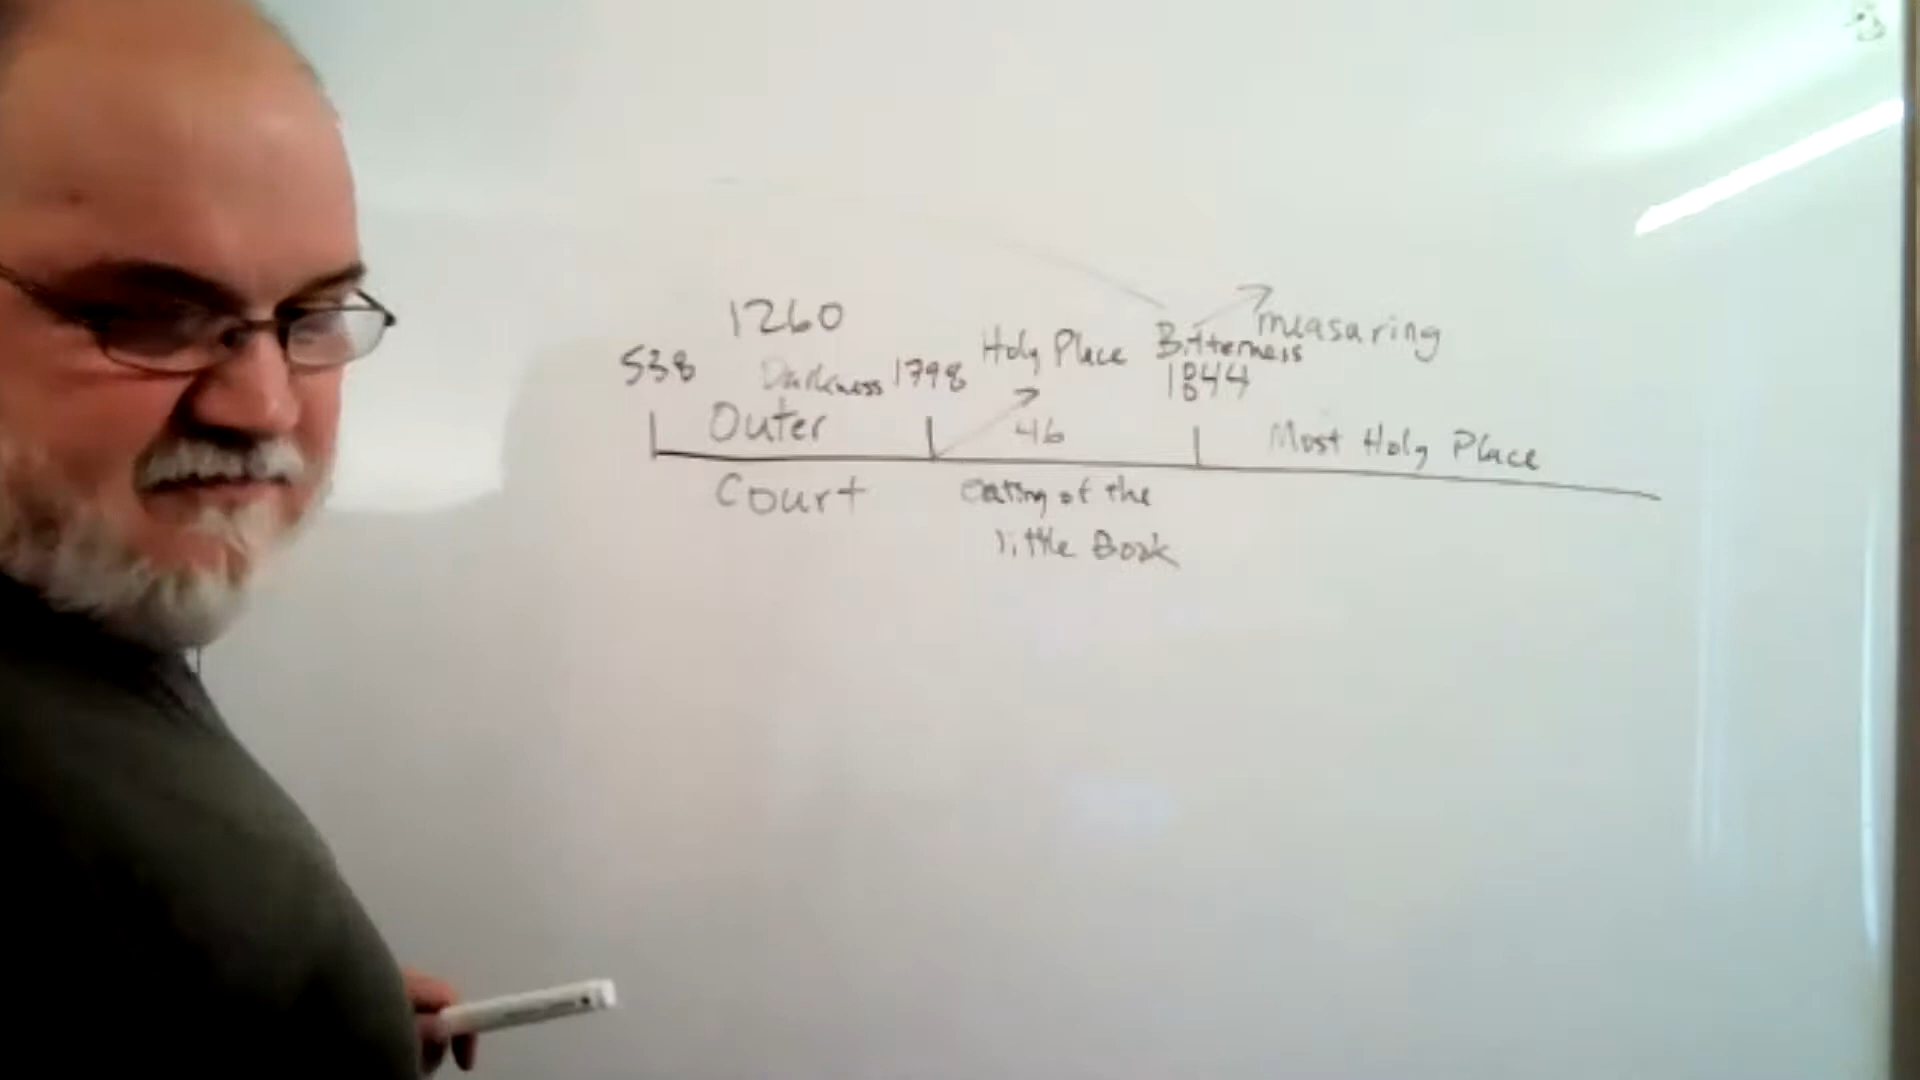 1260
measuring
Holy Place
Bitterness
538
Darkness
1798
1844
Outer
46
Most Holy Place
Court
eating of the
little Book